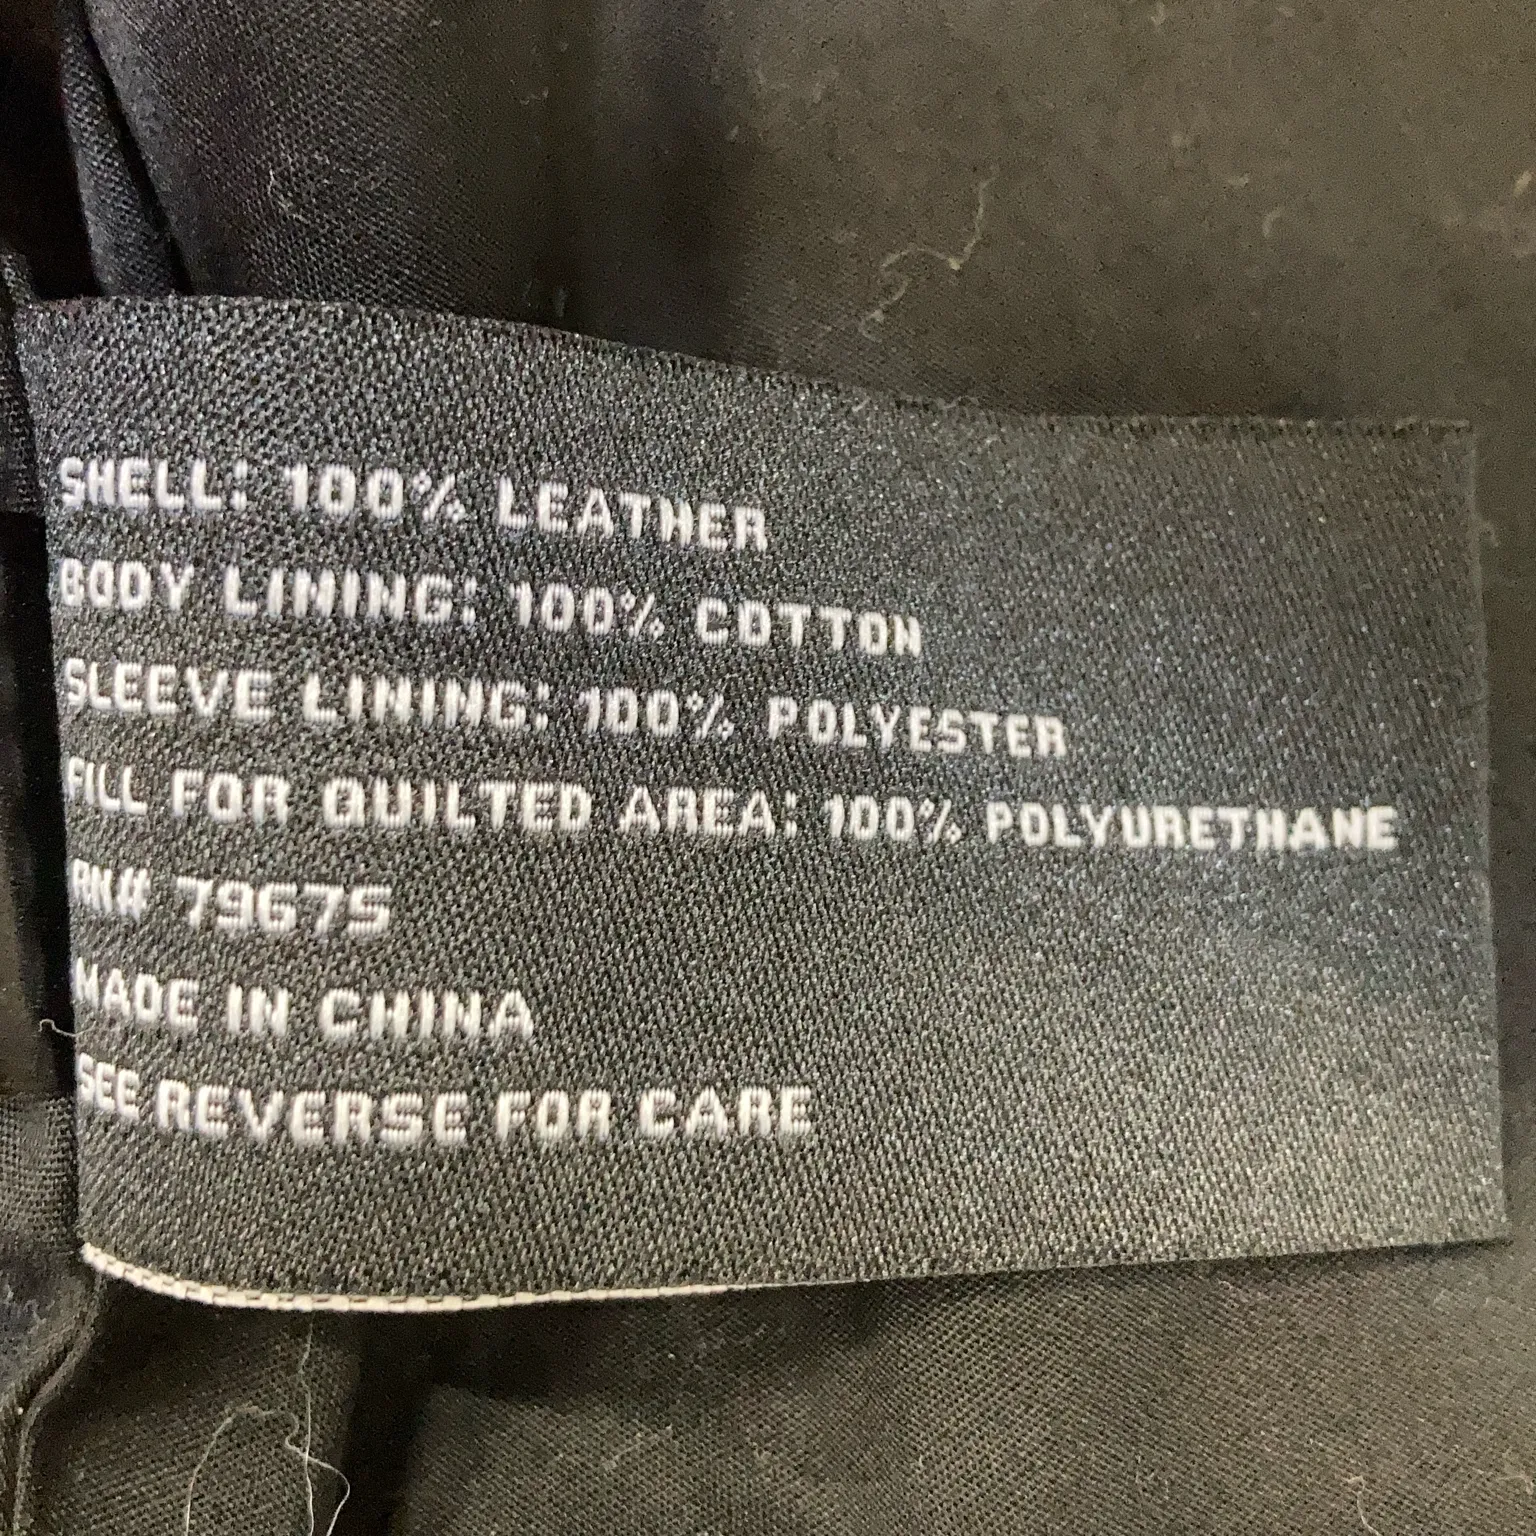 SHELL: 100% LEATHER
BODY LINING: 100% COTTON
SLEEVE LINING: 100% POLYESTER
FILL FOR QUILTED AREA: 100% POLYURETHANE
RN# 79675
MADE IN CHINA
SEE REVERSE FOR CARE